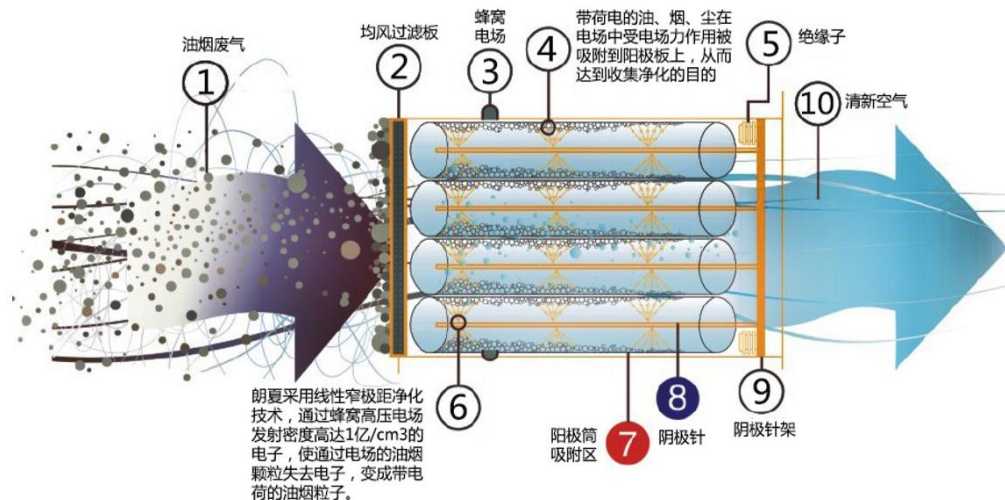 油烟废气
1
均风过滤板
2
蜂窝
电场
3
4
带荷电的油、烟、尘在
电场中受电场力作用被
吸附到阳极板上，从而
达到收集净化的目的
5
绝缘子
10
清新空气
朗夏采用线性窄极距净化
技术，通过蜂窝高压电场
发射密度高达1亿/cm3的
电子，使通过电场的油烟
颗粒失去电子，变成带电
荷的油烟粒子。
6
阳极筒
吸附区
7
8
阴极针
9
阴极针架